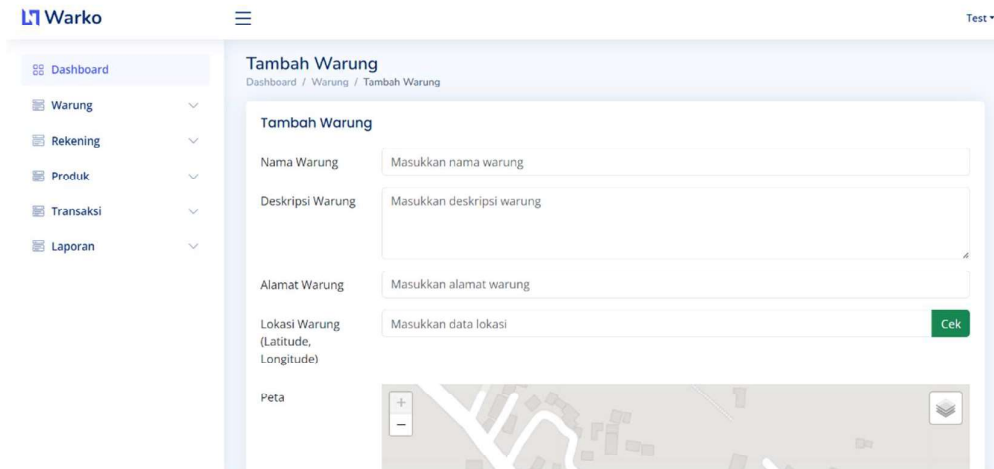 Warko
Test
Dashboard
Warung
Rekening
Produk
Transaksi
Laporan
Tambah Warung
Dashboard / Warung / Tambah Warung
Tambah Warung
Nama Warung
Masukkan nama warung
Deskripsi Warung
Masukkan deskripsi warung
Alamat Warung
Masukkan alamat warung
Lokasi Warung
(Latitude,
Longitude)
Masukkan data lokasi
Cek
Peta
+
−